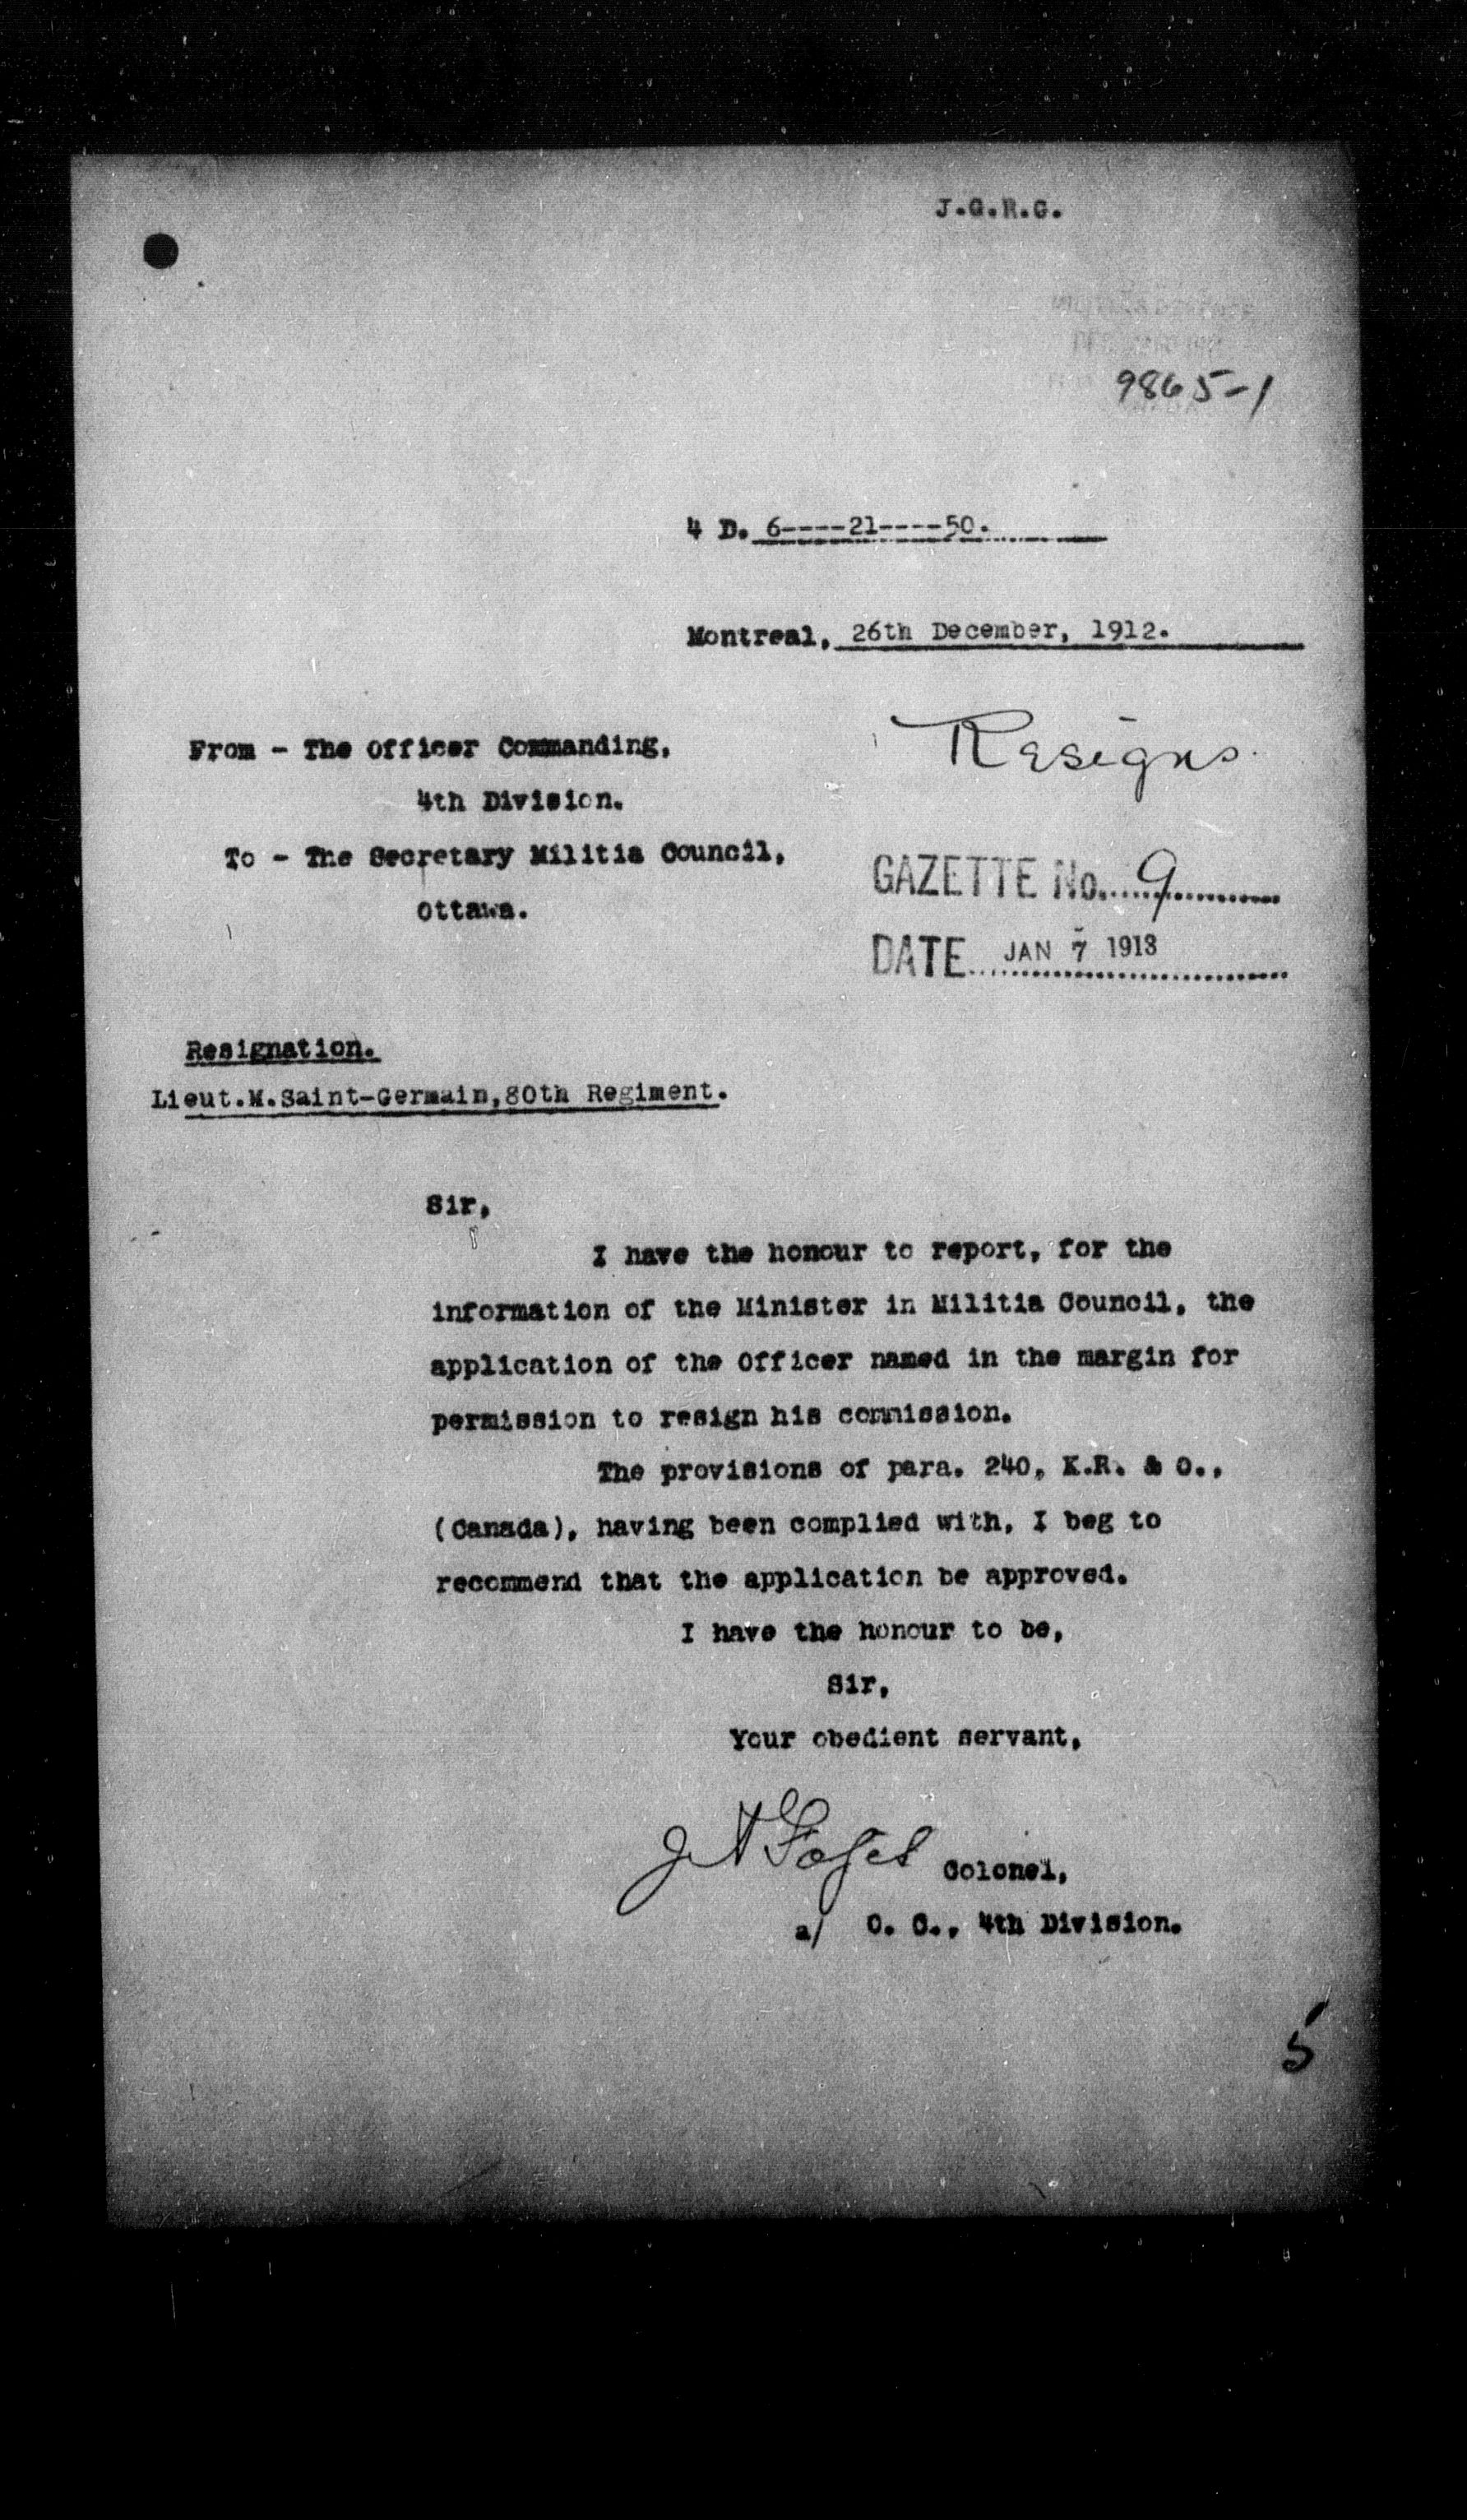 J.G.R.G.
9865-1
4 D. 6----21----50.
Montreal, 26th December, 1912.
Resigns.
From - The Officer Commanding,
4th Division.
To - The Secretary Militia Council,
Ottawa.
GAZETTE No. 9
DATE JAN 7 1913
Resignation.
Lieut.M.Saint-Germain,80th Regiment.
Sir,
I have the honour to report, for the
information of the Minister in Militia Council, the
application of the Officer named in the margin for
permission to resign his commission.
The provisions of para. 240, K.R. & O.,
(Canada), having been complied with, I beg to
recommend that the application be approved.
I have the honour to be,
Sir,
Your obedient servant,
Colonel,
a/ O. C., 4th Division.
5